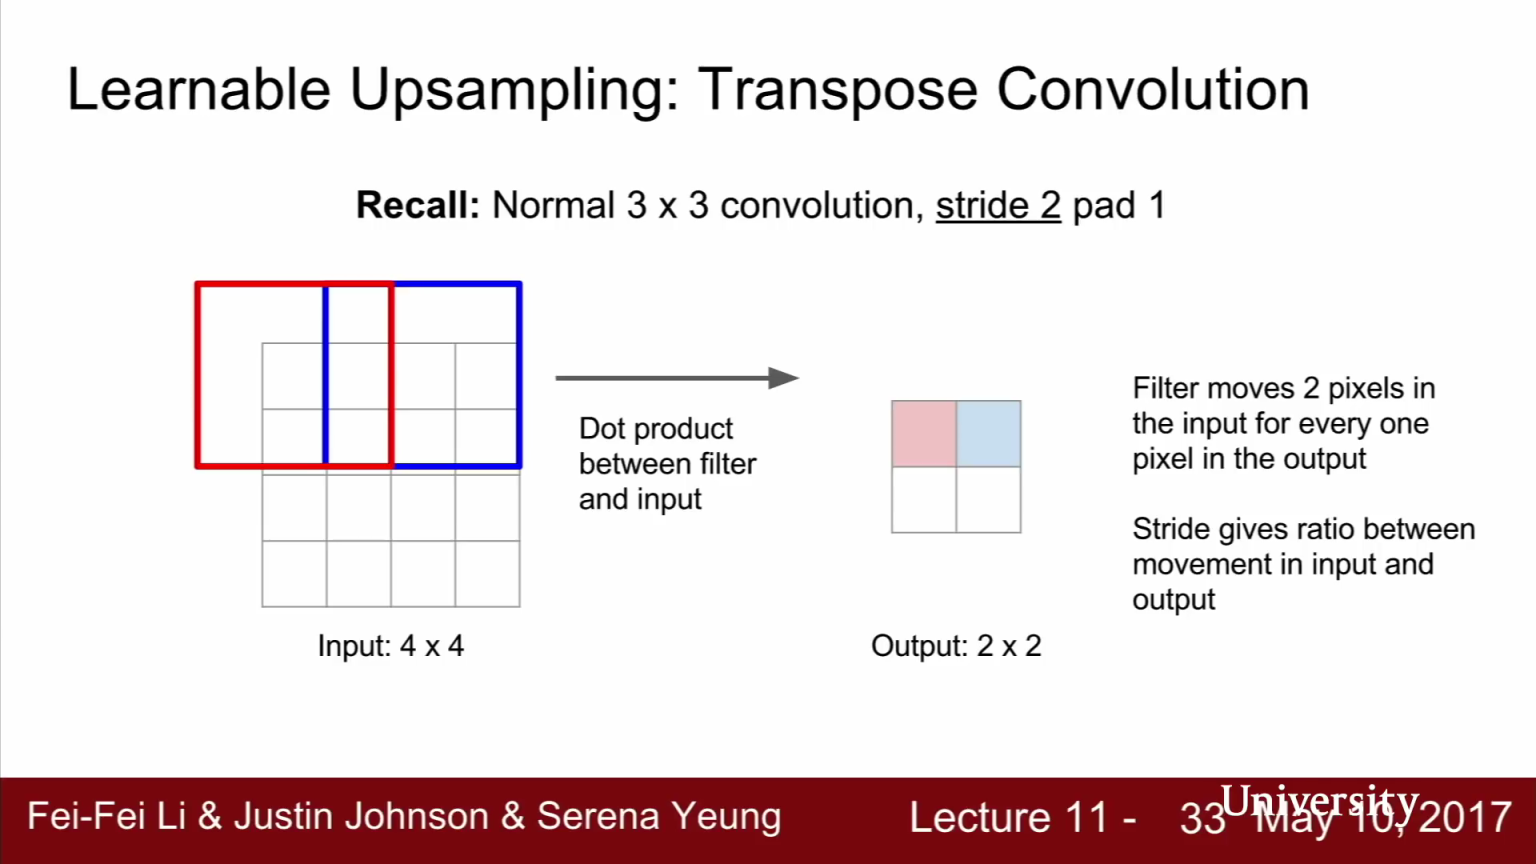 Learnable Upsampling: Transpose Convolution
Recall: Normal 3 x 3 convolution, stride 2 pad 1
Dot product
between filter
and input
Filter moves 2 pixels in
the input for every one
pixel in the output
Stride gives ratio between
movement in input and
output
Input: 4 x 4
Output: 2 x 2
Fei-Fei Li & Justin Johnson & Serena Yeung
Lecture 11 - 33 May 10, 2017
University